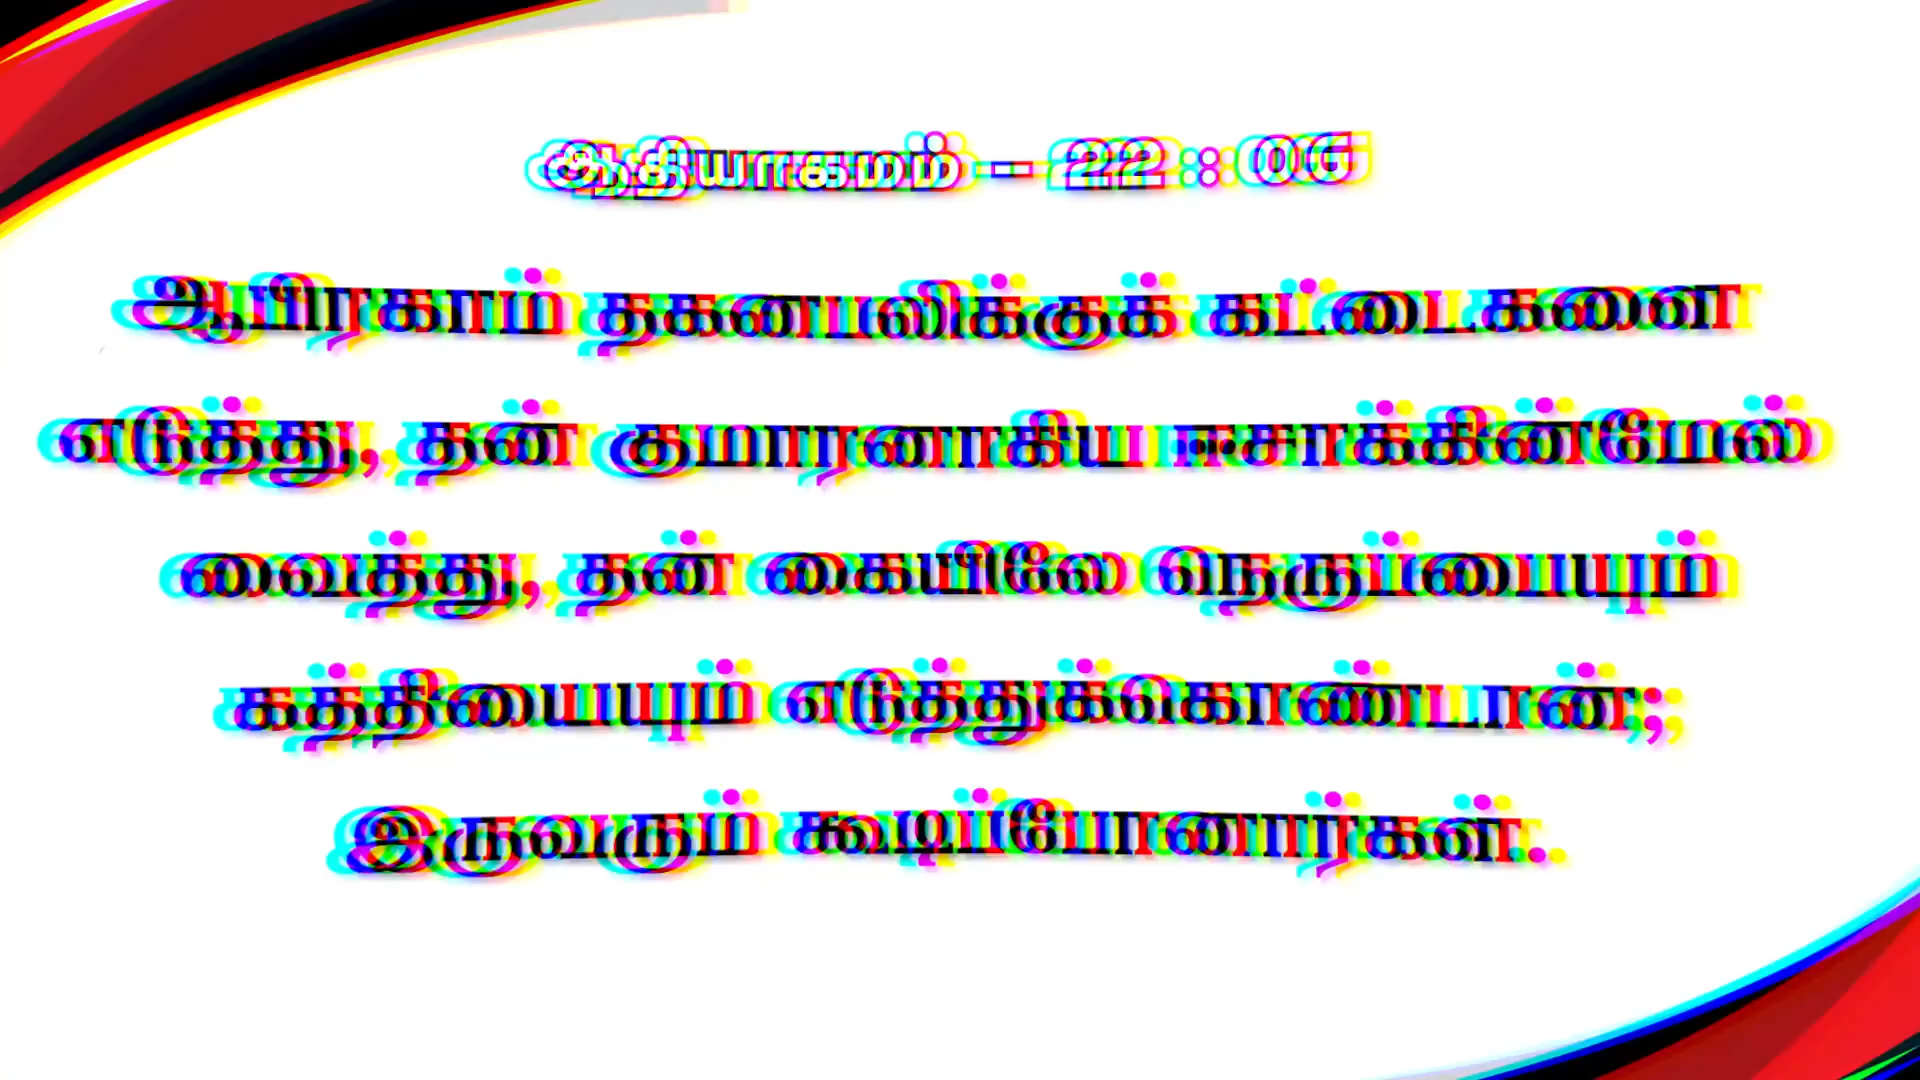 ஆதியாகமம் - 22 : 06
ஆபிரகாம் தகனபலிக்குக் கட்டைகளை
எடுத்து, தன் குமாரனாகிய ஈசாக்கின்மேல்
வைத்து, தன் கையிலே நெருப்பையும்
கத்தியையும் எடுத்துக்கொண்டான்;
இருவரும் கூடிப்போனார்கள்.